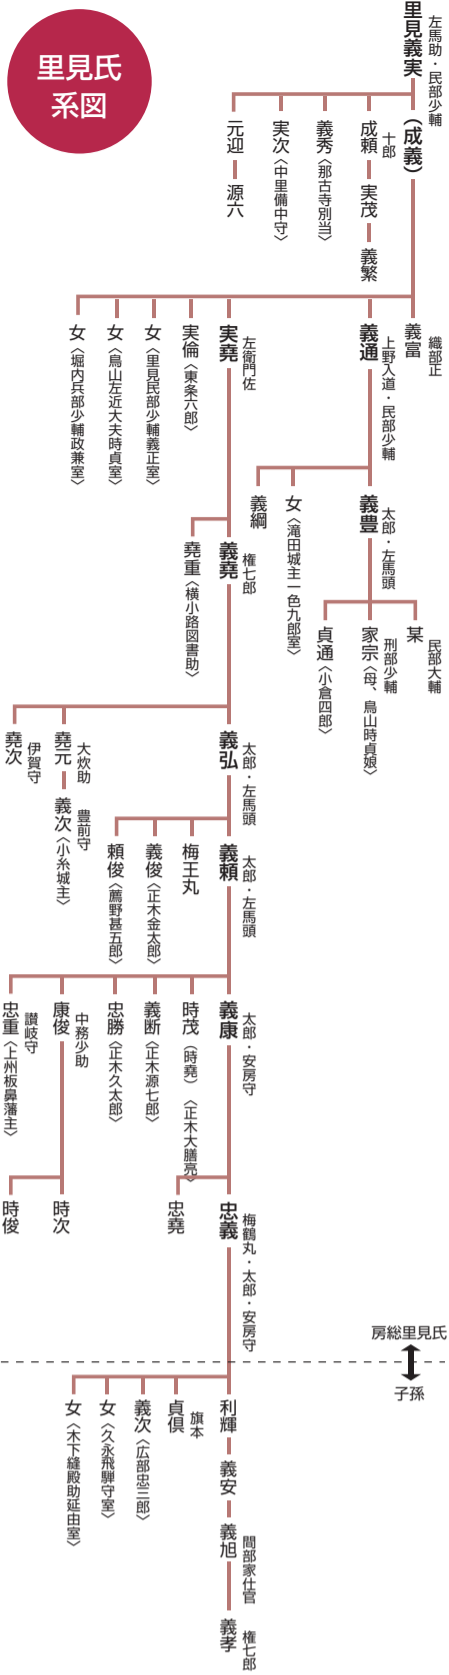 里見氏
系図
里見義実
左馬助・民部少輔
（成義）
成頼
十郎
実茂
義繁
義秀〈那古寺別当〉
実次〈中里備中守〉
元迎
源六
義富
織部正
義通
上野入道・民部少輔
実堯
左衛門佐
実倫〈東条六郎〉
女〈里見民部少輔義正室〉
女〈烏山左近大夫時貞室〉
女〈堀内兵部少輔政兼室〉
義豊
太郎・左馬頭
女〈滝田城主一色九郎室〉
義綱
某
民部大輔
家宗〈母、烏山時貞娘〉
刑部少輔
貞通〈小倉四郎〉
義堯
権七郎
堯重〈横小路図書助〉
義弘
太郎・左馬頭
堯元
大炊助
義次〈小糸城主〉
豊前守
堯次
伊賀守
義頼
太郎・左馬頭
梅王丸
義俊〈正木金太郎〉
頼俊〈薦野甚五郎〉
義康
太郎・安房守
時茂（時堯）〈正木大膳亮〉
義断〈正木源七郎〉
忠勝〈正木久太郎〉
康俊
中務少助
忠重〈上州板鼻藩主〉
讃岐守
忠義
梅鶴丸・太郎・安房守
忠堯
時次
時俊
房総里見氏
子孫
利輝
貞倶
旗本
義次〈広部忠三郎〉
女〈久永飛騨守室〉
女〈木下縫殿助延由室〉
義安
義旭
間部家仕官
義孝
権七郎